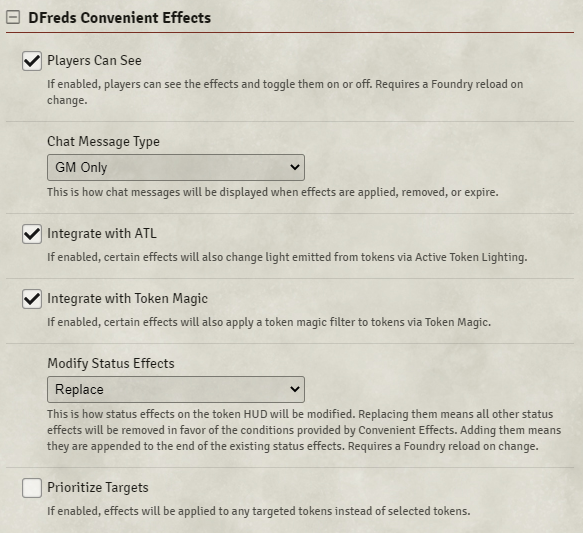 DFreds Convenient Effects
Players Can See
If enabled, players can see the effects and toggle them on or off. Requires a Foundry reload on
change.
Chat Message Type
GM Only
This is how chat messages will be displayed when effects are applied, removed, or expire.
Integrate with ATL
If enabled, certain effects will also change light emitted from tokens via Active Token Lighting.
Integrate with Token Magic
If enabled, certain effects will also apply a token magic filter to tokens via Token Magic.
Modify Status Effects
Replace
This is how status effects on the token HUD will be modified. Replacing them means all other status
effects will be removed in favor of the conditions provided by Convenient Effects. Adding them means
they are appended to the end of the existing status effects. Requires a Foundry reload on change.
Prioritize Targets
If enabled, effects will be applied to any targeted tokens instead of selected tokens.